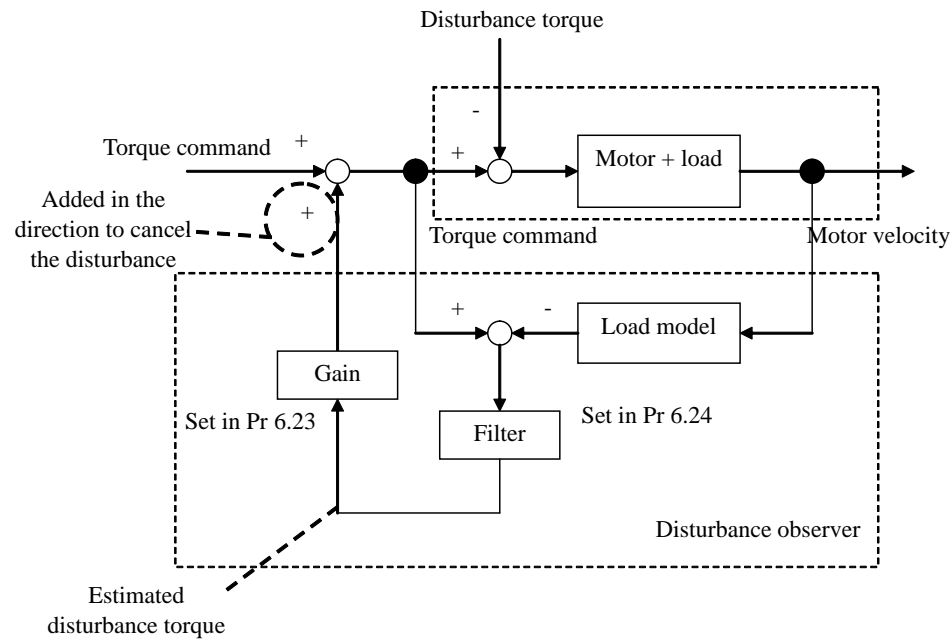 Disturbance torque
-
+
Torque command
+
Motor + load
Added in the
direction to cancel
the disturbance
+
Torque command
Motor velocity
+
-
Load model
Gain
Set in Pr 6.23
Filter
Set in Pr 6.24
Disturbance observer
Estimated
disturbance torque